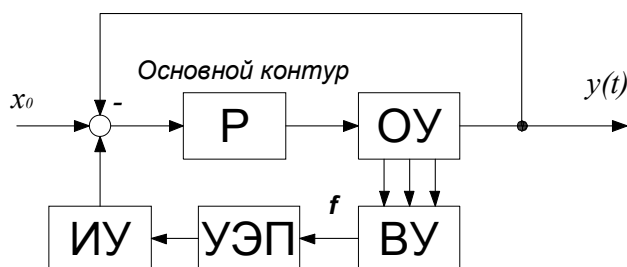 Основной контур
x₀
-
y(t)
Р
ОУ
f
ИУ
УЭП
ВУ